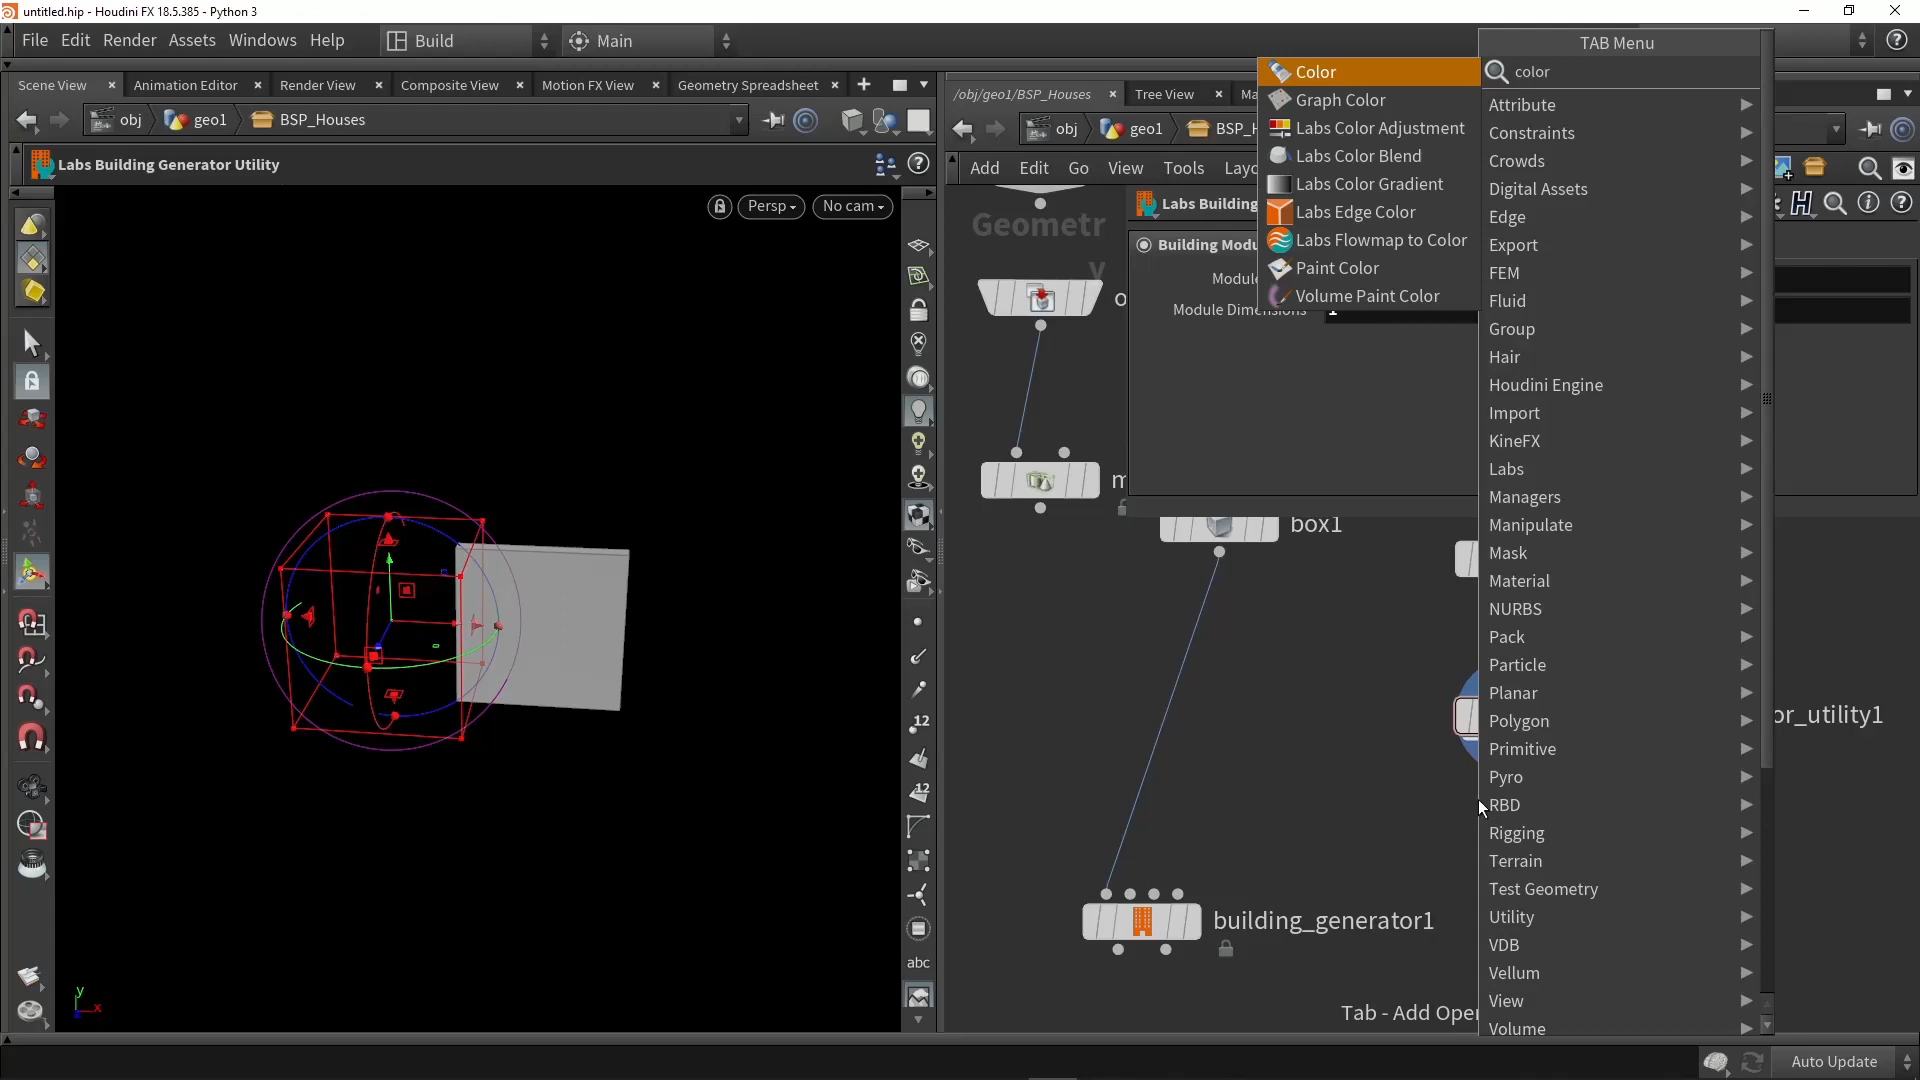 untitled.hip - Houdini FX 18.5.385 - Python 3
File Edit Render Assets Windows Help
Build
Main
Scene View
Animation Editor
Render View
Composite View
Motion FX View
Geometry Spreadsheet
obj
geo1
BSP_Houses
Labs Building Generator Utility
Persp
No cam
12
12
abc
y
x
/obj/geo1/BSP_Houses
Tree View
obj
geo1
Add Edit Go View Tools
Geometr
y
Labs Building
Module
box1
building_generator1
or_utility1
Color
Graph Color
Labs Color Adjustment
Labs Color Blend
Labs Color Gradient
Labs Edge Color
Labs Flowmap to Color
Paint Color
Volume Paint Color
TAB Menu
color
Attribute
Constraints
Crowds
Digital Assets
Edge
Export
FEM
Fluid
Group
Hair
Houdini Engine
Import
KineFX
Labs
Managers
Manipulate
Mask
Material
NURBS
Pack
Particle
Planar
Polygon
Primitive
Pyro
RBD
Rigging
Terrain
Test Geometry
Utility
VDB
Vellum
View
Volume
Tab - Add Oper
Auto Update